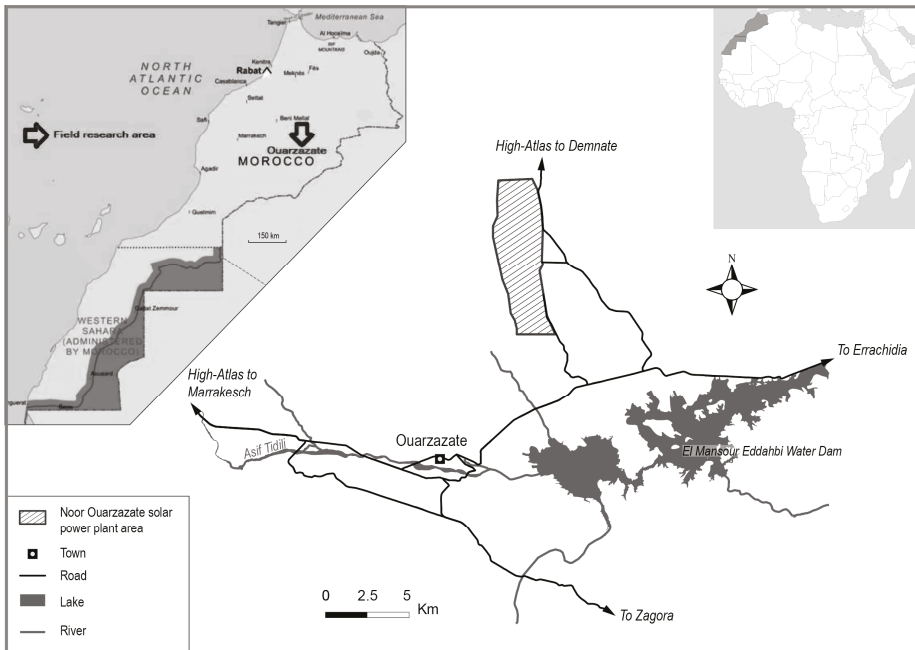 Mediterranean Sea
Tangier
Al Hoceïma
RIF
MOUNTAINS
Oujda
NORTH
ATLANTIC
OCEAN
Kenitra
Rabat
Fès
Meknès
Casablanca
Settat
Safi
Beni Mellal
Marrakesch
Field research area
Ouarzazate
MOROCCO
Agadir
Guelmim
150 km
WESTERN
SAHARA
(ADMINISTERED
BY MOROCCO)
Zemmour
Aousard
High-Atlas to Demnate
N
To Errachidia
High-Atlas to
Marrakesch
Asif Tidili
Ouarzazate
El Mansour Eddahbi Water Dam
To Zagora
Noor Ouarzazate solar
power plant area
Town
Road
Lake
River
0 2.5 5
Km